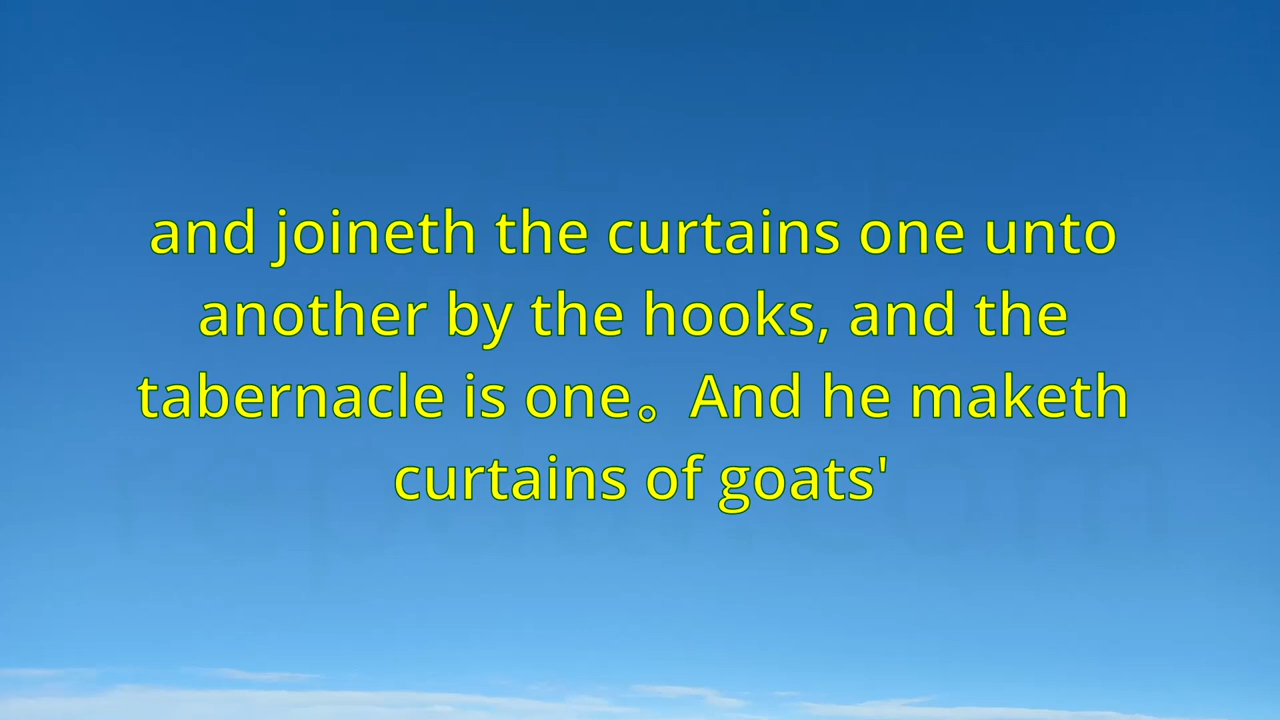 and joineth the curtains one unto
another by the hooks, and the
tabernacle is one。And he maketh
curtains of goats'